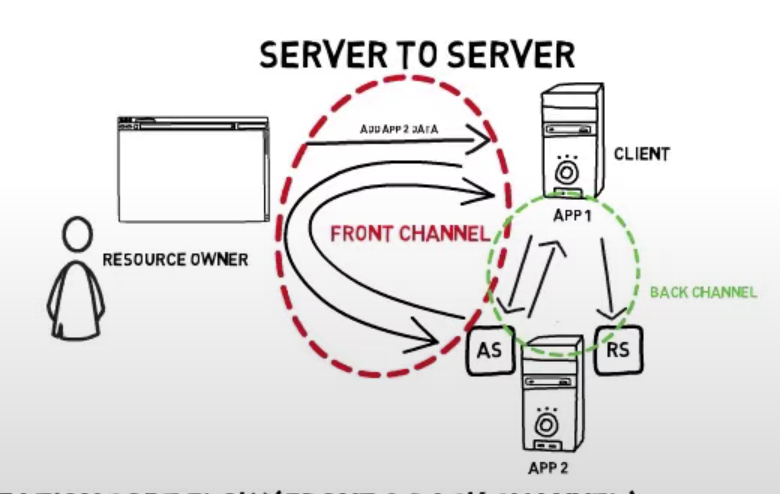 SERVER TO SERVER
ADD APP 2 DATA
CLIENT
APP 1
FRONT CHANNEL
RESOURCE OWNER
BACK CHANNEL
AS
RS
APP 2